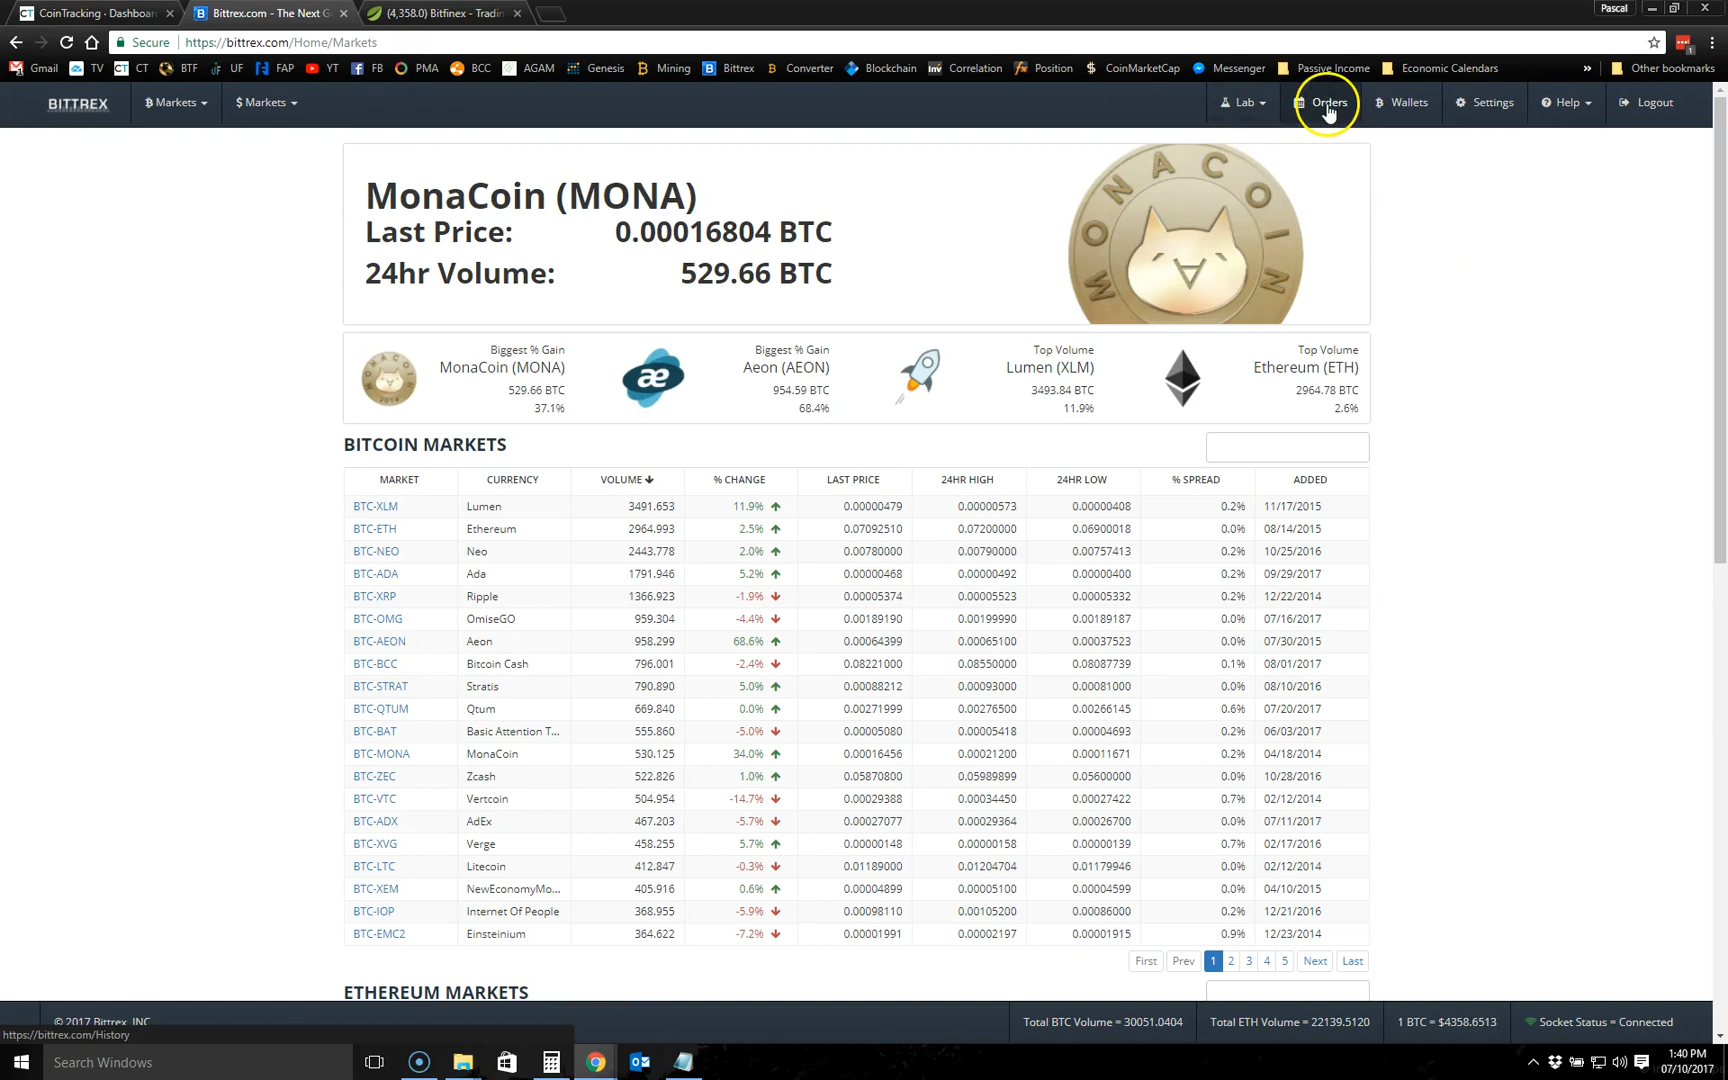 CoinTracking · Dashboar
Bittrex.com - The Next G
(4,358.0) Bitfinex - Tradin
Pascal
Secure https://bittrex.com/Home/Markets
Gmail TV CT BTF UF FAP YT FB PMA BCC AGAM Genesis Mining Bittrex Converter Blockchain Correlation Position CoinMarketCap Messenger Passive Income Economic Calendars » Other bookmarks
BITTREX Markets $ Markets Lab Orders Wallets Settings Help Logout
MonaCoin (MONA)
Last Price: 0.00016804 BTC
24hr Volume: 529.66 BTC
MONACOIN
Biggest % Gain
MonaCoin (MONA)
529.66 BTC
37.1%
Biggest % Gain
Aeon (AEON)
954.59 BTC
68.4%
Top Volume
Lumen (XLM)
3493.84 BTC
11.9%
Top Volume
Ethereum (ETH)
2964.78 BTC
2.6%
BITCOIN MARKETS
MARKET CURRENCY VOLUME % CHANGE LAST PRICE 24HR HIGH 24HR LOW % SPREAD ADDED
BTC-XLM Lumen 3491.653 11.9% 0.00000479 0.00000573 0.00000408 0.2% 11/17/2015
BTC-ETH Ethereum 2964.993 2.5% 0.07092510 0.07200000 0.06900018 0.0% 08/14/2015
BTC-NEO Neo 2443.778 2.0% 0.00780000 0.00790000 0.00757413 0.2% 10/25/2016
BTC-ADA Ada 1791.946 5.2% 0.00000468 0.00000492 0.00000400 0.2% 09/29/2017
BTC-XRP Ripple 1366.923 -1.9% 0.00005374 0.00005523 0.00005332 0.2% 12/22/2014
BTC-OMG OmiseGO 959.304 -4.4% 0.00189190 0.00199990 0.00189187 0.0% 07/16/2017
BTC-AEON Aeon 958.299 68.6% 0.00064399 0.00065100 0.00037523 0.0% 07/30/2015
BTC-BCC Bitcoin Cash 796.001 -2.4% 0.08221000 0.08550000 0.08087739 0.1% 08/01/2017
BTC-STRAT Stratis 790.890 5.0% 0.00088212 0.00093000 0.00081000 0.0% 08/10/2016
BTC-QTUM Qtum 669.840 0.0% 0.00271999 0.00276500 0.00266145 0.6% 07/20/2017
BTC-BAT Basic Attention T... 555.860 -5.0% 0.00005080 0.00005418 0.00004693 0.2% 06/03/2017
BTC-MONA MonaCoin 530.125 34.0% 0.00016456 0.00021200 0.00011671 0.2% 04/18/2014
BTC-ZEC Zcash 522.826 1.0% 0.05870800 0.05989899 0.05600000 0.0% 10/28/2016
BTC-VTC Vertcoin 504.954 -14.7% 0.00029388 0.00034450 0.00027422 0.7% 02/12/2014
BTC-ADX AdEx 467.203 -5.7% 0.00027077 0.00029364 0.00026700 0.0% 07/11/2017
BTC-XVG Verge 458.255 5.7% 0.00000148 0.00000158 0.00000139 0.7% 02/17/2016
BTC-LTC Litecoin 412.847 -0.3% 0.01189000 0.01204704 0.01179946 0.0% 02/12/2014
BTC-XEM NewEconomyMo... 405.916 0.6% 0.00004899 0.00005100 0.00004599 0.0% 04/10/2015
BTC-IOP Internet Of People 368.955 -5.9% 0.00098110 0.00105200 0.00086000 0.2% 12/21/2016
BTC-EMC2 Einsteinium 364.622 -7.2% 0.00001991 0.00002197 0.00001915 0.9% 12/23/2014
First Prev 1 2 3 4 5 Next Last
ETHEREUM MARKETS
© 2017 Bittrex, INC Total BTC Volume = 30051.0404 Total ETH Volume = 22139.5120 1 BTC = $4358.6513 Socket Status = Connected
https://bittrex.com/History
Search Windows
1:40 PM
07/10/2017